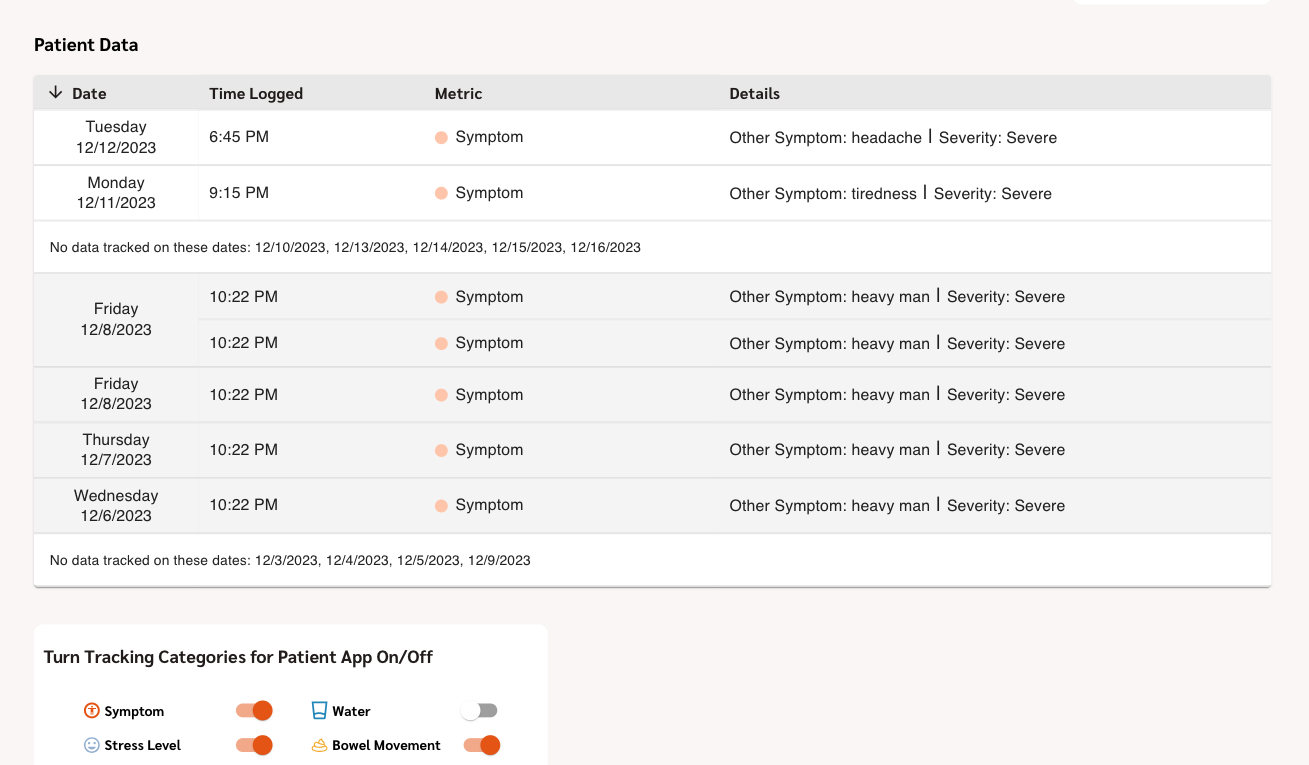 Patient Data
Date Time Logged Metric Details
Tuesday
12/12/2023
6:45 PM Symptom Other Symptom: headache | Severity: Severe
Monday
12/11/2023
9:15 PM Symptom Other Symptom: tiredness | Severity: Severe
No data tracked on these dates: 12/10/2023, 12/13/2023, 12/14/2023, 12/15/2023, 12/16/2023
Friday
12/8/2023
10:22 PM Symptom Other Symptom: heavy man | Severity: Severe
10:22 PM Symptom Other Symptom: heavy man | Severity: Severe
Friday
12/8/2023
10:22 PM Symptom Other Symptom: heavy man | Severity: Severe
Thursday
12/7/2023
10:22 PM Symptom Other Symptom: heavy man | Severity: Severe
Wednesday
12/6/2023
10:22 PM Symptom Other Symptom: heavy man | Severity: Severe
No data tracked on these dates: 12/3/2023, 12/4/2023, 12/5/2023, 12/9/2023
Turn Tracking Categories for Patient App On/Off
Symptom Water
Stress Level Bowel Movement